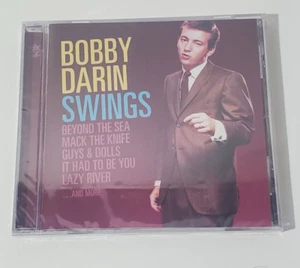 BOBBY
DARIN
SWINGS
BEYOND THE SEA
MACK THE KNIFE
GUYS & DOLLS
IT HAD TO BE YOU
LAZY RIVER
....AND MORE